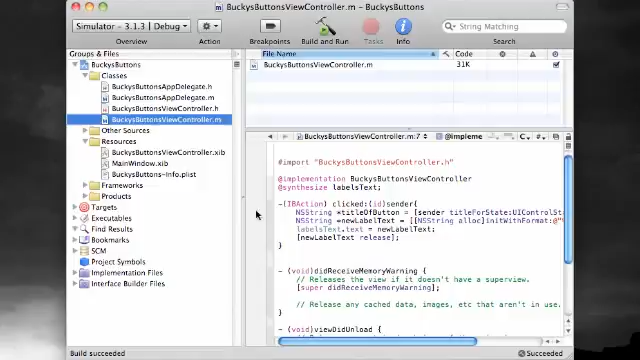 BuckysButtonsViewController.m - BuckysButtons
Simulator - 3.1.3 | Debug
String Matching
Overview
Action
Breakpoints
Build and Run
Tasks
Info
Search
Groups & Files
BuckysButtons
Classes
BuckysButtonsAppDelegate.h
BuckysButtonsAppDelegate.m
BuckysButtonsViewController.h
BuckysButtonsViewController.m
Other Sources
Resources
BuckysButtonsViewController.xib
MainWindow.xib
BuckysButtons-Info.plist
Frameworks
Products
Targets
Executables
Find Results
Bookmarks
SCM
Project Symbols
Implementation Files
Interface Builder Files
File Name
Code
BuckysButtonsViewController.m
31K
BuckysButtonsViewController.m:7
@impleme
C
#
#import "BuckysButtonsViewController.h"
@implementation BuckysButtonsViewController
@synthesize labelsText;
-(IBAction) clicked:(id)sender{
NSString *titleOfButton = [sender titleForState:UIControlSta
NSString *newLabelText = [[NSString alloc]initWithFormat:@"
labelsText.text = newLabelText;
[newLabelText release];
}
- (void)didReceiveMemoryWarning {
// Releases the view if it doesn't have a superview.
[super didReceiveMemoryWarning];
// Release any cached data, images, etc that aren't in use.
}
- (void)viewDidUnload {
Build succeeded
Succeeded